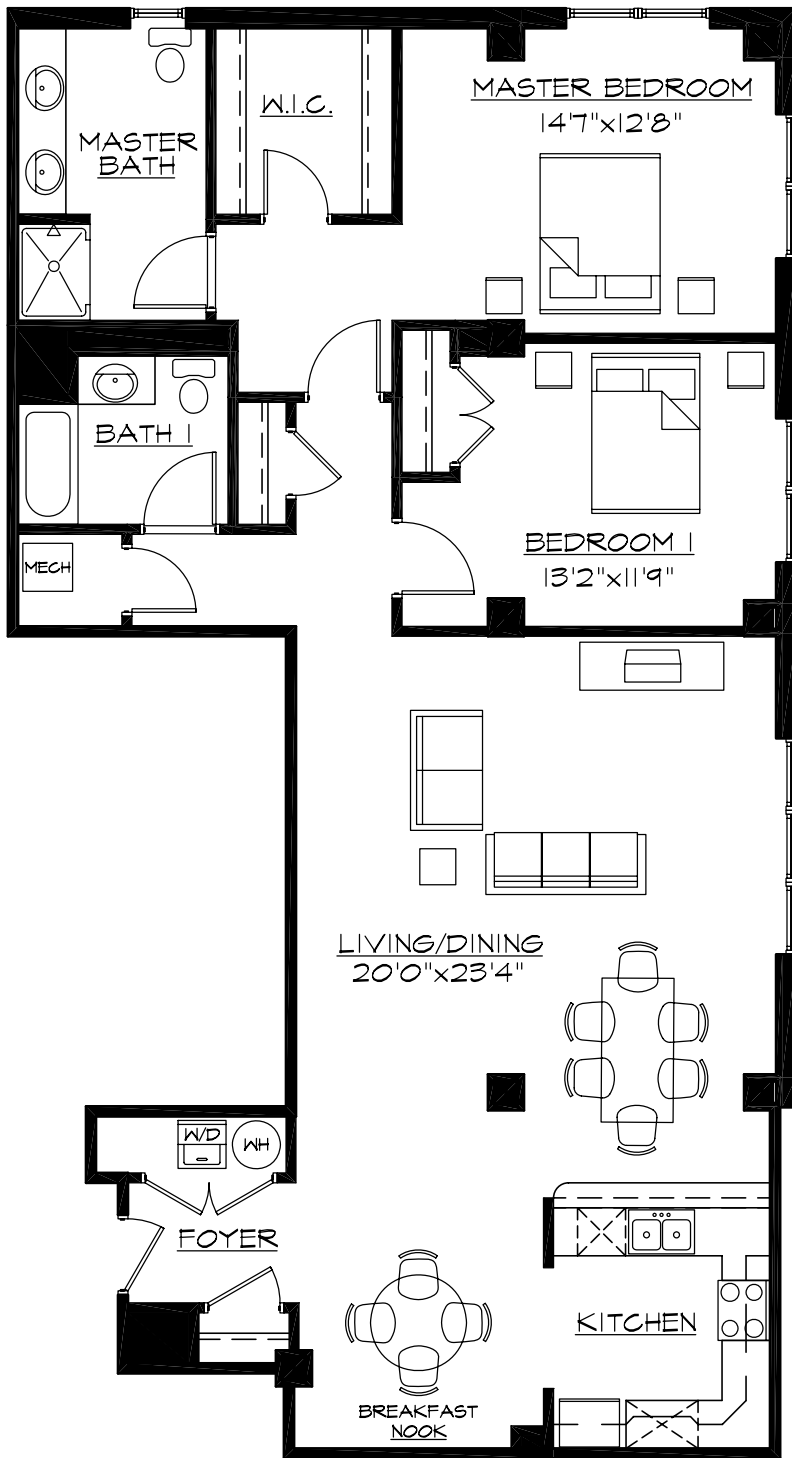 MASTER BEDROOM
14'7"x12'8"
W.I.C.
MASTER
BATH
BATH 1
BEDROOM 1
13'2"x11'9"
MECH
LIVING/DINING
20'0"x23'4"
W/D
WH
FOYER
KITCHEN
BREAKFAST
NOOK